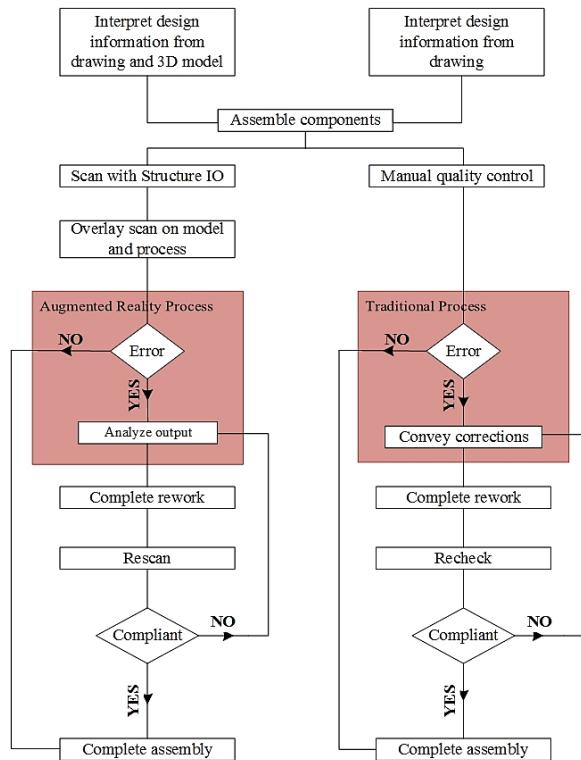 Interpret design
information from
drawing and 3D model
Interpret design
information from
drawing
Assemble components
Scan with Structure IO
Manual quality control
Overlay scan on model
and process
Augmented Reality Process
NO
Error
YES
Analyze output
Complete rework
Rescan
Compliant
NO
YES
Complete assembly
Traditional Process
NO
Error
YES
Convey corrections
Complete rework
Recheck
Compliant
NO
YES
Complete assembly